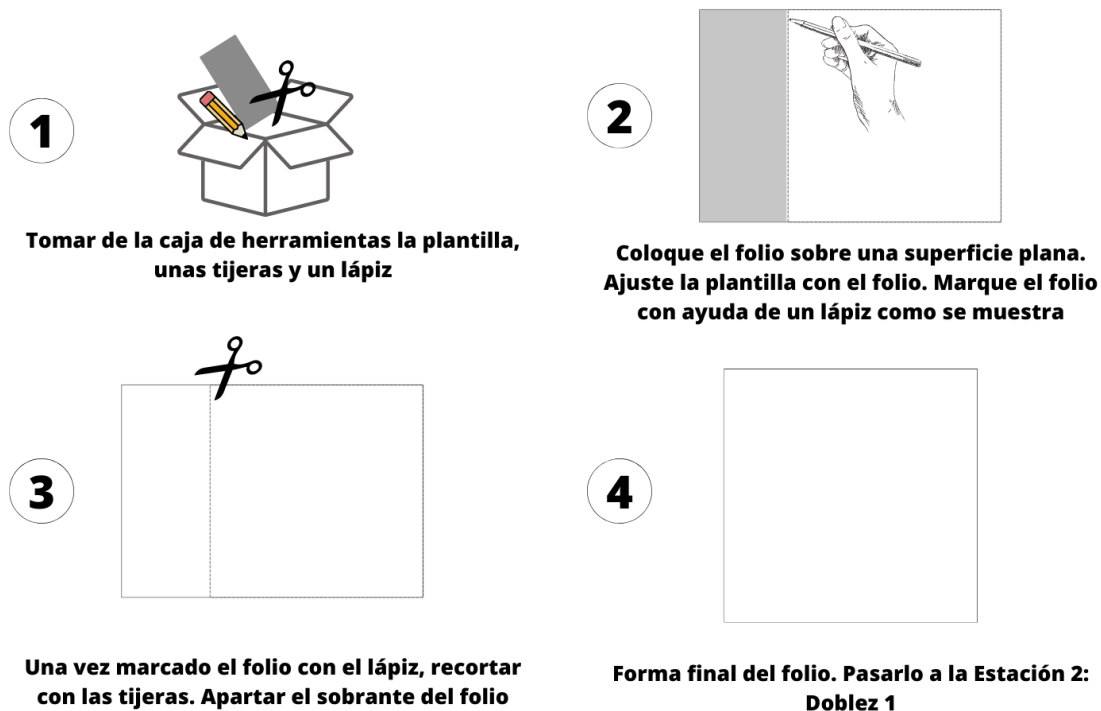 1
Tomar de la caja de herramientas la plantilla,
unas tijeras y un lápiz
2
Coloque el folio sobre una superficie plana.
Ajuste la plantilla con el folio. Marque el folio
con ayuda de un lápiz como se muestra
3
Una vez marcado el folio con el lápiz, recortar
con las tijeras. Apartar el sobrante del folio
4
Forma final del folio. Pasarlo a la Estación 2:
Doblez 1